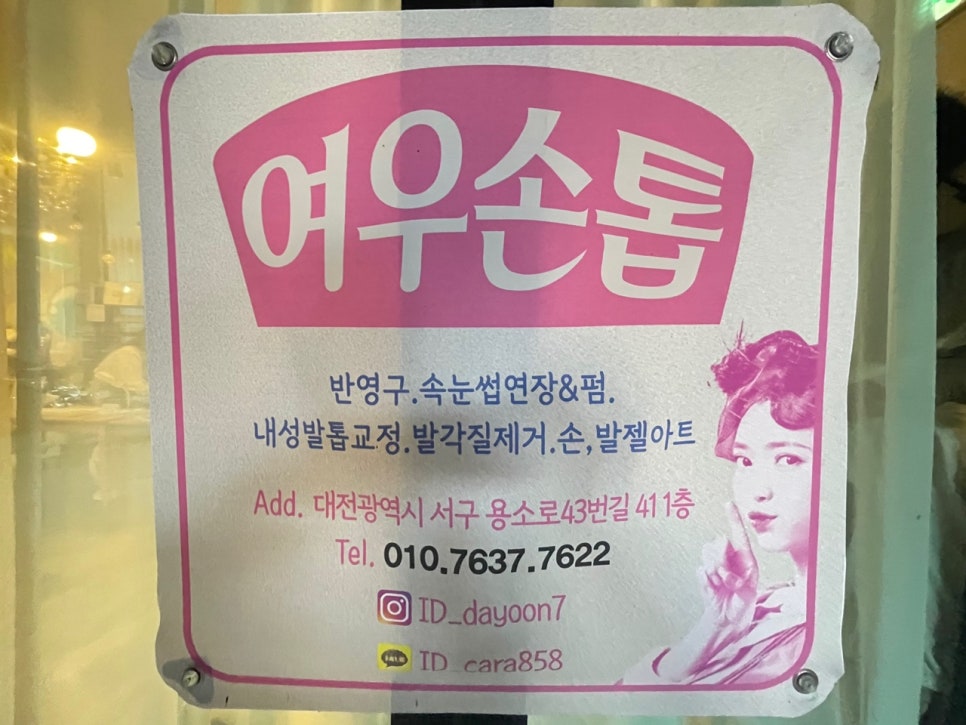 여우손톱
반영구.속눈썹연장&펌.
내성발톱교정.발각질제거.손,발젤아트
Add. 대전광역시 서구 용소로43번길 41 1층
Tel. 010.7637.7622
ID_dayoon7
ID_cara858